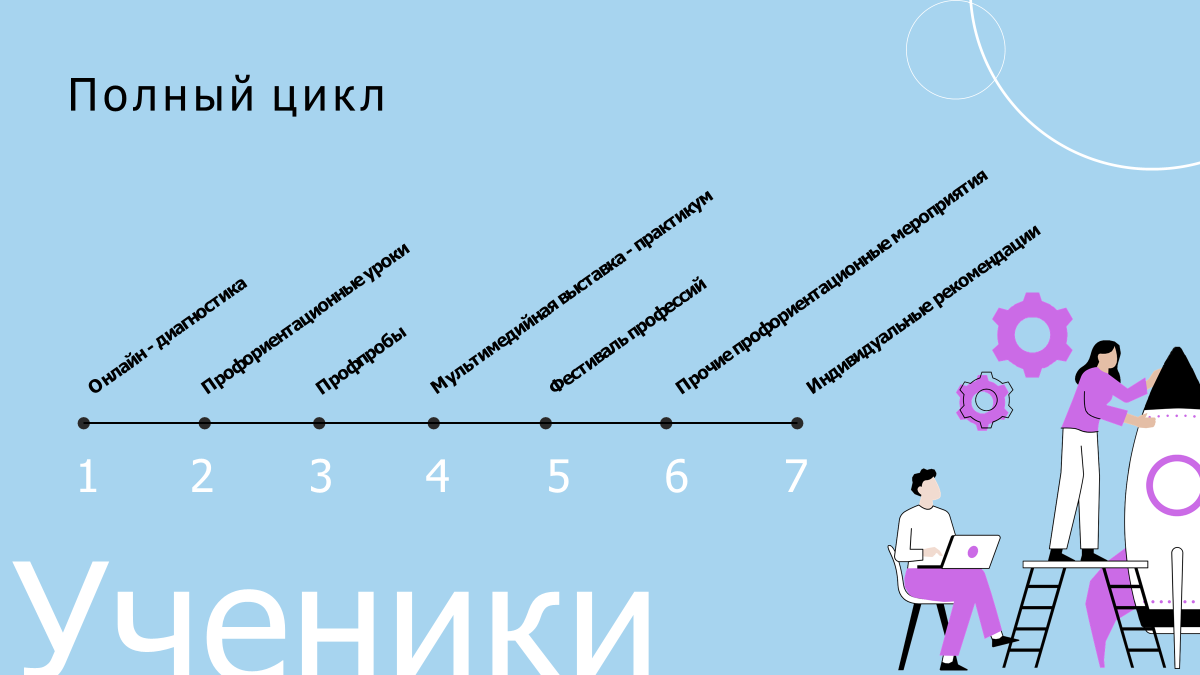 Полный цикл
Онлайн - диагностика
Профориентационные уроки
Профпробы
Мультимедийная выставка - практикум
Фестиваль профессий
Прочие профориентационные мероприятия
Индивидуальные рекомендации
1 2 3 4 5 6 7
Ученики